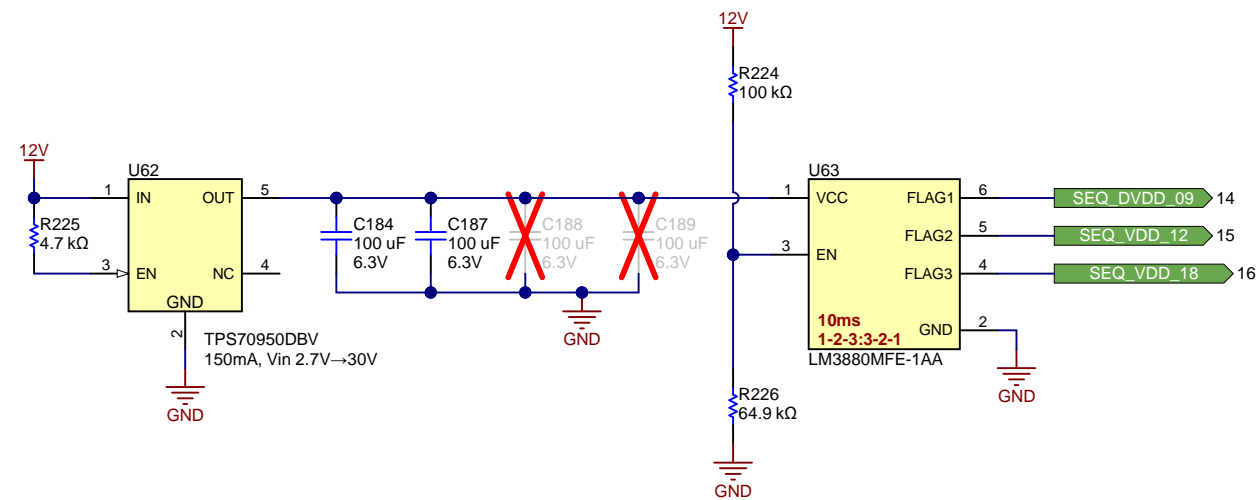 12V
R224
100 kΩ
12V
U62
1
IN
OUT
5
R225
4.7 kΩ
3
EN
NC
4
GND
2
TPS70950DBV
150mA, Vin 2.7V→30V
GND
C184
100 uF
6.3V
C187
100 uF
6.3V
C188
100 uF
6.3V
C189
100 uF
6.3V
GND
R226
64.9 kΩ
GND
U63
1
VCC
3
EN
FLAG1
6
FLAG2
5
FLAG3
4
GND
2
10ms
1-2-3:3-2-1
LM3880MFE-1AA
GND
SEQ_DVDD_09
14
SEQ_VDD_12
15
SEQ_VDD_18
16